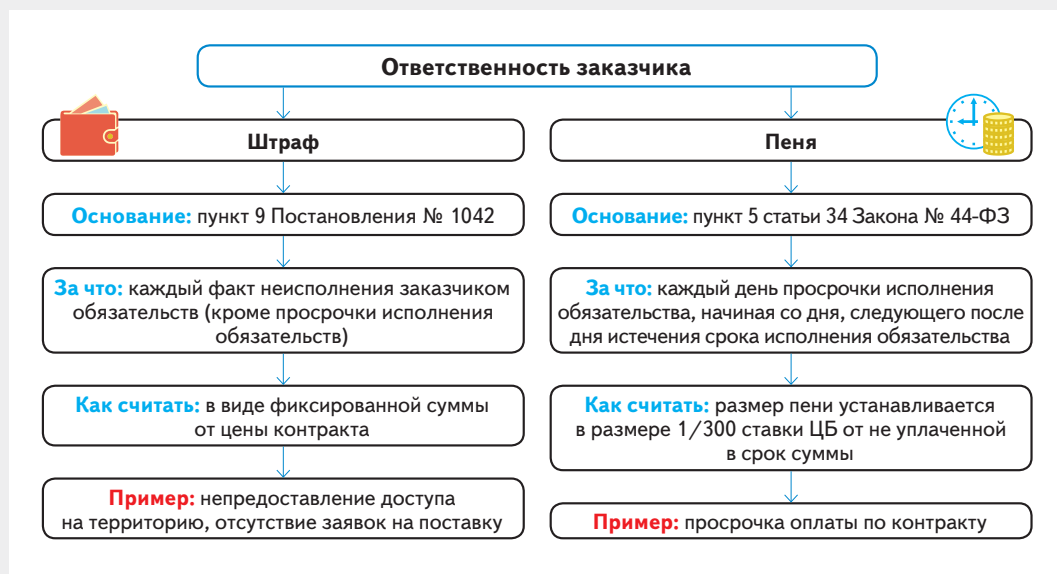 Ответственность заказчика
Штраф
Основание: пункт 9 Постановления № 1042
За что: каждый факт неисполнения заказчиком
обязательств (кроме просрочки исполнения
обязательств)
Как считать: в виде фиксированной суммы
от цены контракта
Пример: непредоставление доступа
на территорию, отсутствие заявок на поставку
Пеня
Основание: пункт 5 статьи 34 Закона № 44-ФЗ
За что: каждый день просрочки исполнения
обязательства, начиная со дня, следующего после
дня истечения срока исполнения обязательства
Как считать: размер пени устанавливается
в размере 1/300 ставки ЦБ от не уплаченной
в срок суммы
Пример: просрочка оплаты по контракту